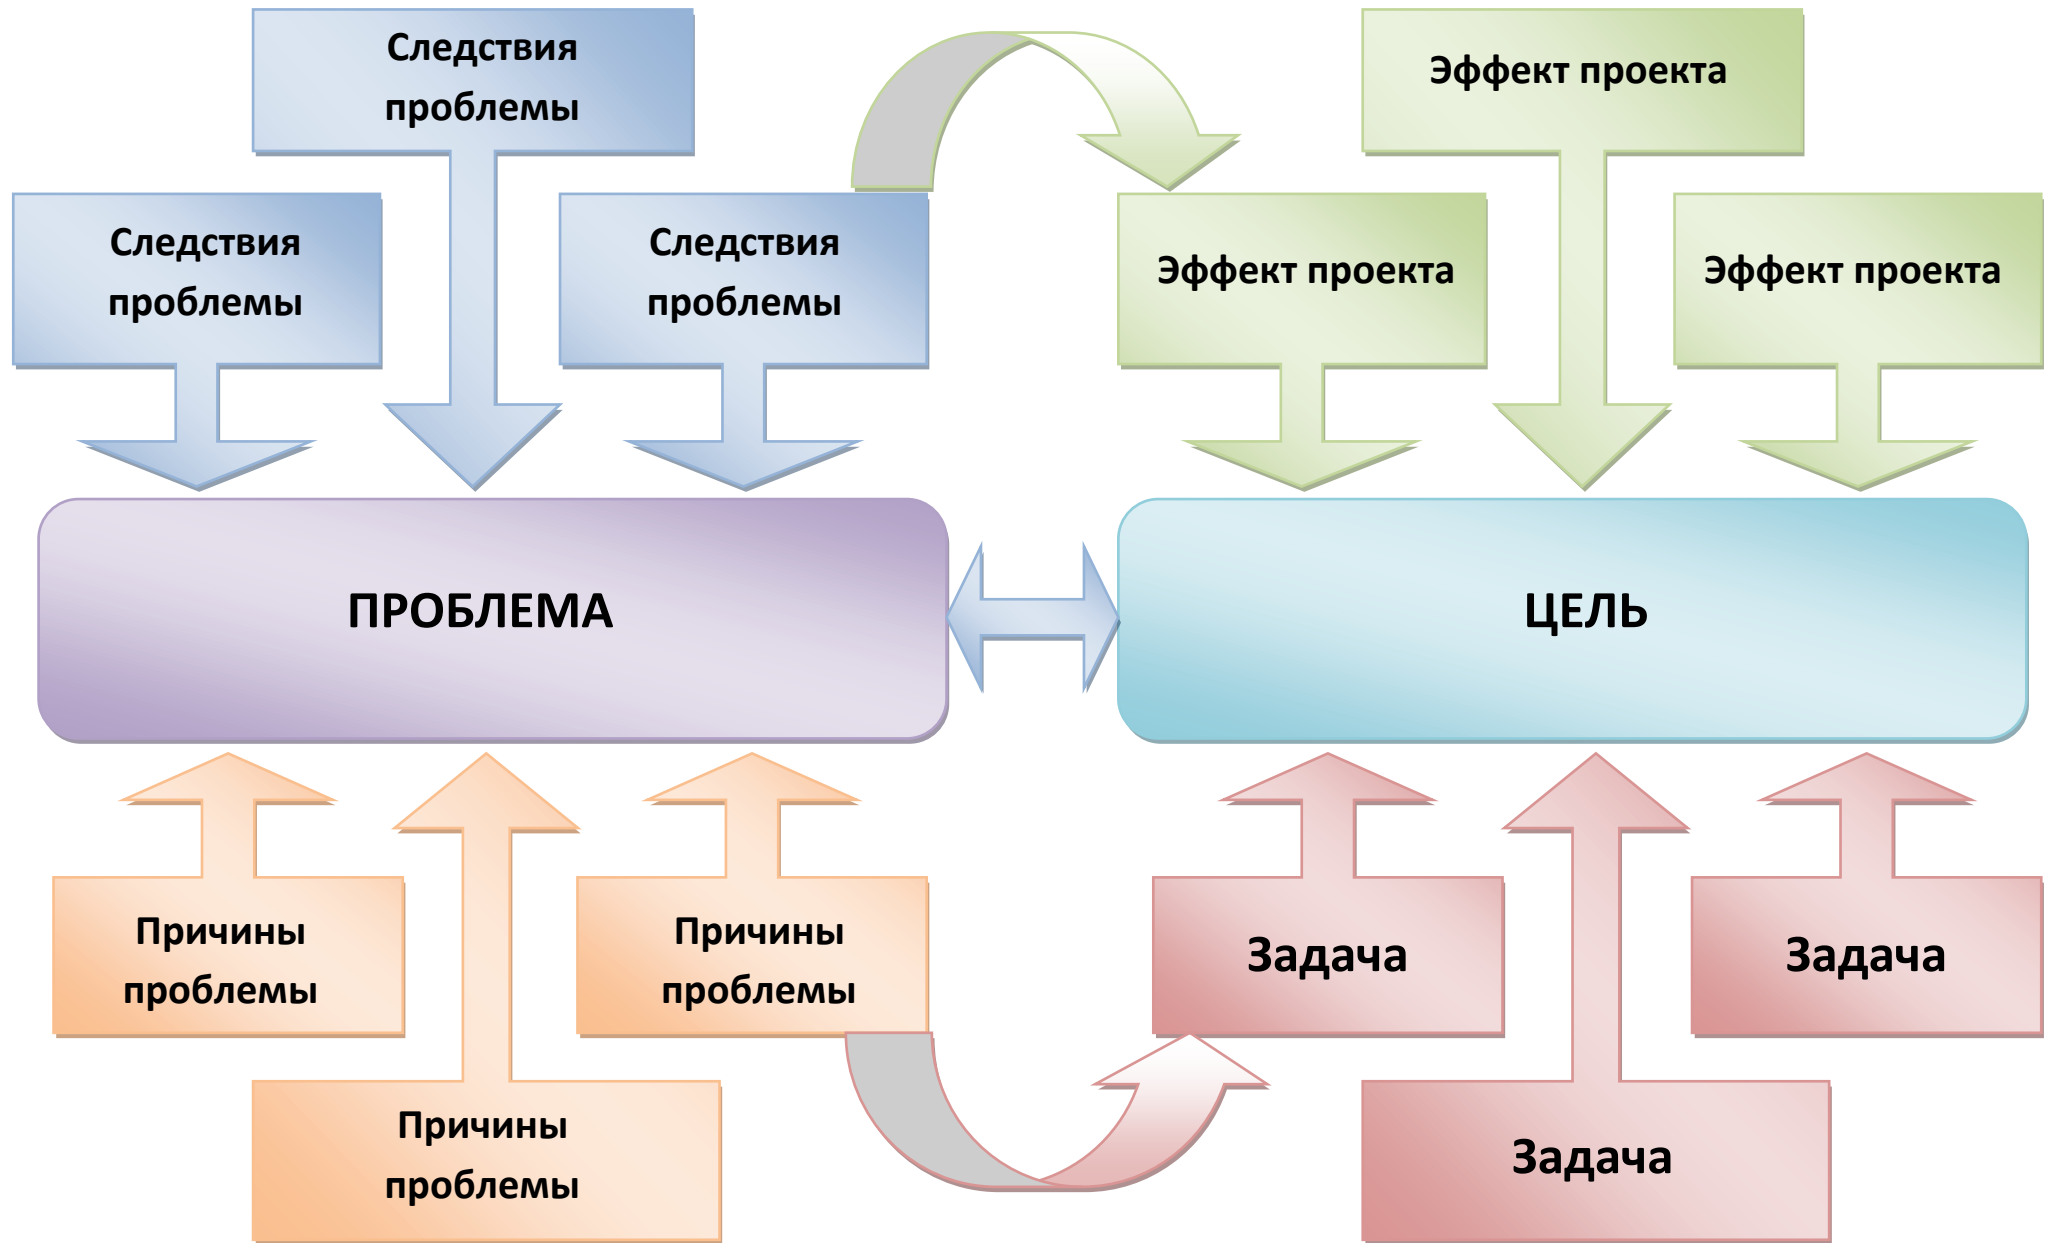 Следствия
проблемы
Эффект проекта
Следствия
проблемы
Следствия
проблемы
Эффект проекта
Эффект проекта
ПРОБЛЕМА
ЦЕЛЬ
Причины
проблемы
Причины
проблемы
Задача
Задача
Причины
проблемы
Задача